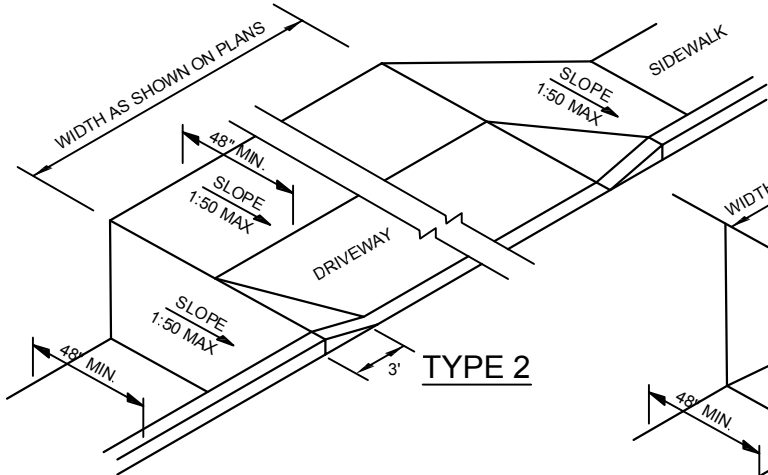 WIDTH AS SHOWN ON PLANS
SIDEWALK
SLOPE
1:50 MAX
48" MIN.
SLOPE
1:50 MAX
DRIVEWAY
SLOPE
1:50 MAX
48" MIN.
3'
TYPE 2
WIDTH
48" MIN.